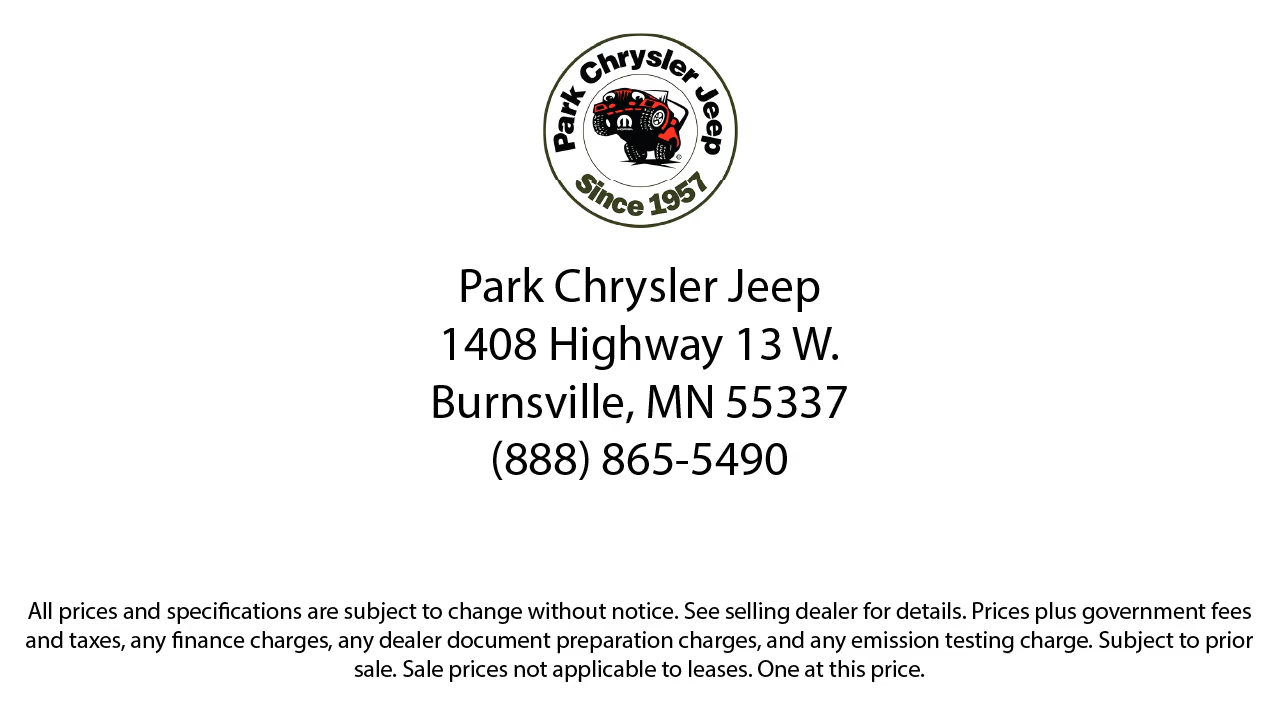 Park Chrysler Jeep
Since 1957
Park Chrysler Jeep
1408 Highway 13 W.
Burnsville, MN 55337
(888) 865-5490
All prices and specifications are subject to change without notice. See selling dealer for details. Prices plus government fees
and taxes, any finance charges, any dealer document preparation charges, and any emission testing charge. Subject to prior
sale. Sale prices not applicable to leases. One at this price.